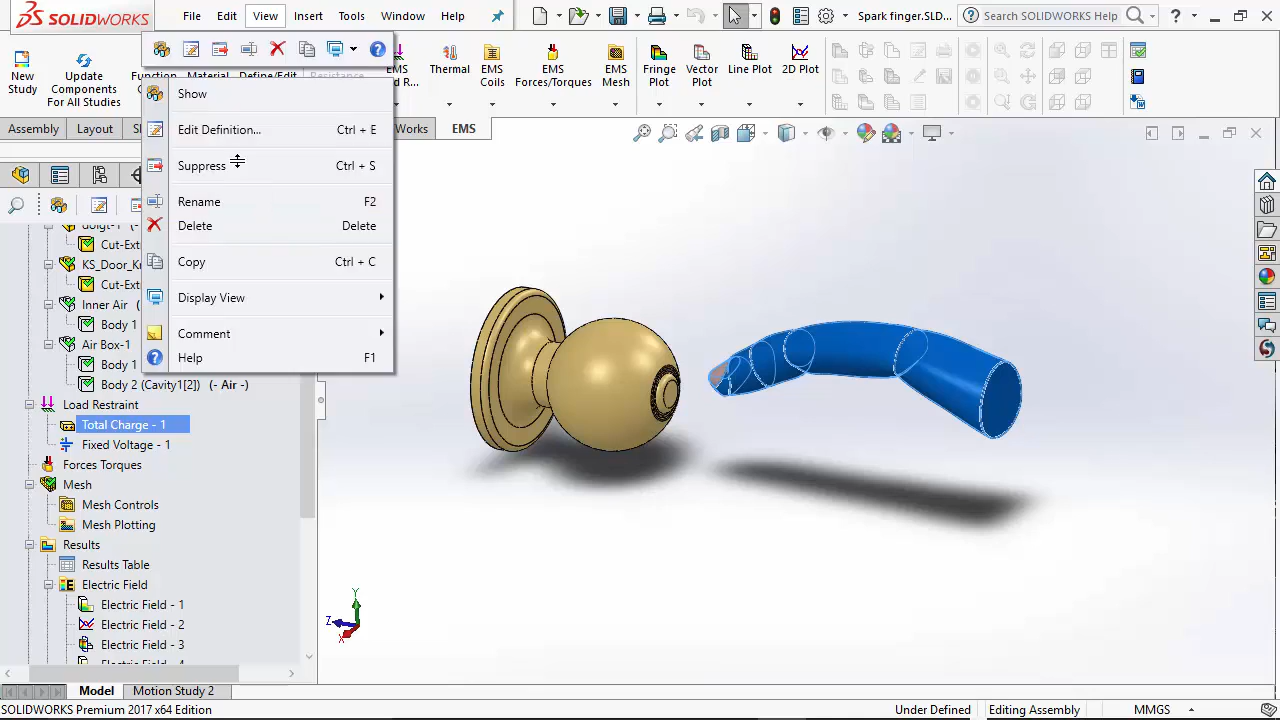 SOLIDWORKS File Edit View Insert Tools Window Help Spark finger.SLD... Search SOLIDWORKS Help
New Study
Update Components For All Studies
EMS Coils
Thermal
EMS Forces/Torques
EMS Mesh
Fringe Plot
Vector Plot
Line Plot
2D Plot
Assembly Layout Works EMS
Show
Edit Definition... Ctrl + E
Suppress Ctrl + S
Rename F2
Delete Delete
Copy Ctrl + C
Display View
Comment
Help F1
Inner Air
Body 1
Air Box-1
Body 1
Body 2 (Cavity1[2]) (- Air -)
Load Restraint
Total Charge - 1
Fixed Voltage - 1
Forces Torques
Mesh
Mesh Controls
Mesh Plotting
Results
Results Table
Electric Field
Electric Field - 1
Electric Field - 2
Electric Field - 3
Y
Z
X
Model Motion Study 2
SOLIDWORKS Premium 2017 x64 Edition Under Defined Editing Assembly MMGS